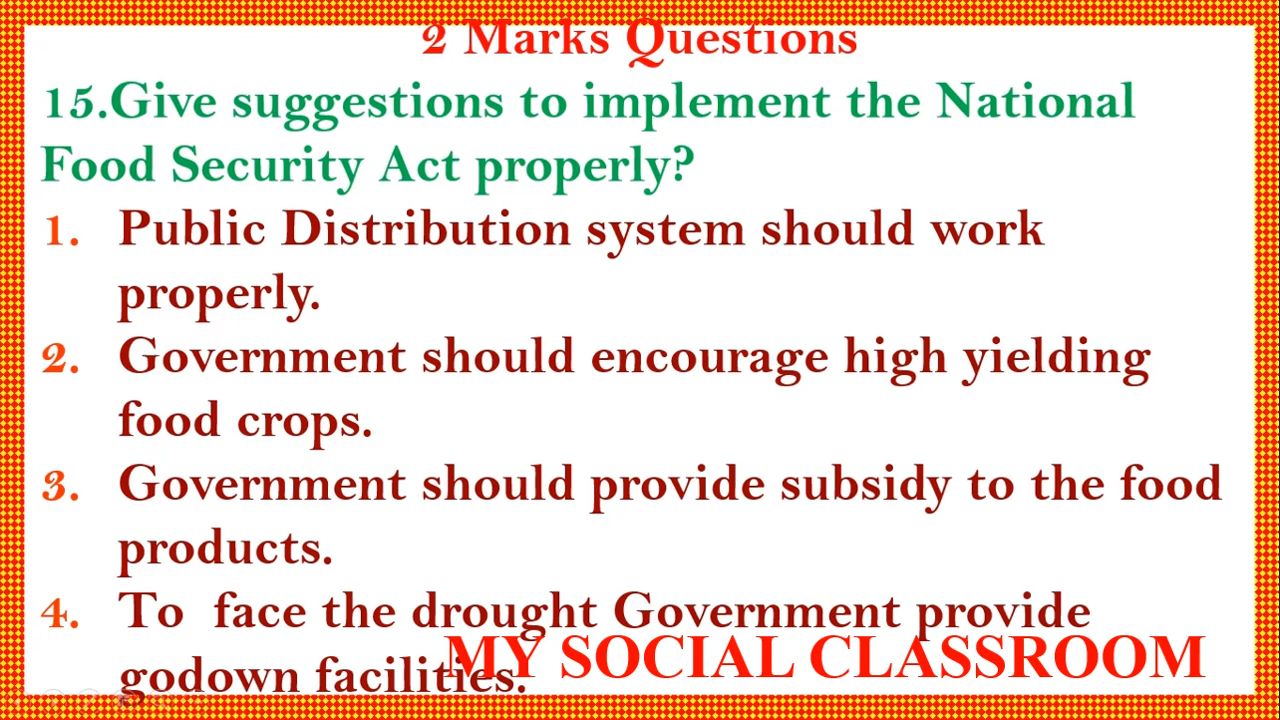 2 Marks Questions
15.Give suggestions to implement the National
Food Security Act properly?
1. Public Distribution system should work
properly.
2. Government should encourage high yielding
food crops.
3. Government should provide subsidy to the food
products.
4. To face the drought Government provide
godown facilities.
MY SOCIAL CLASSROOM